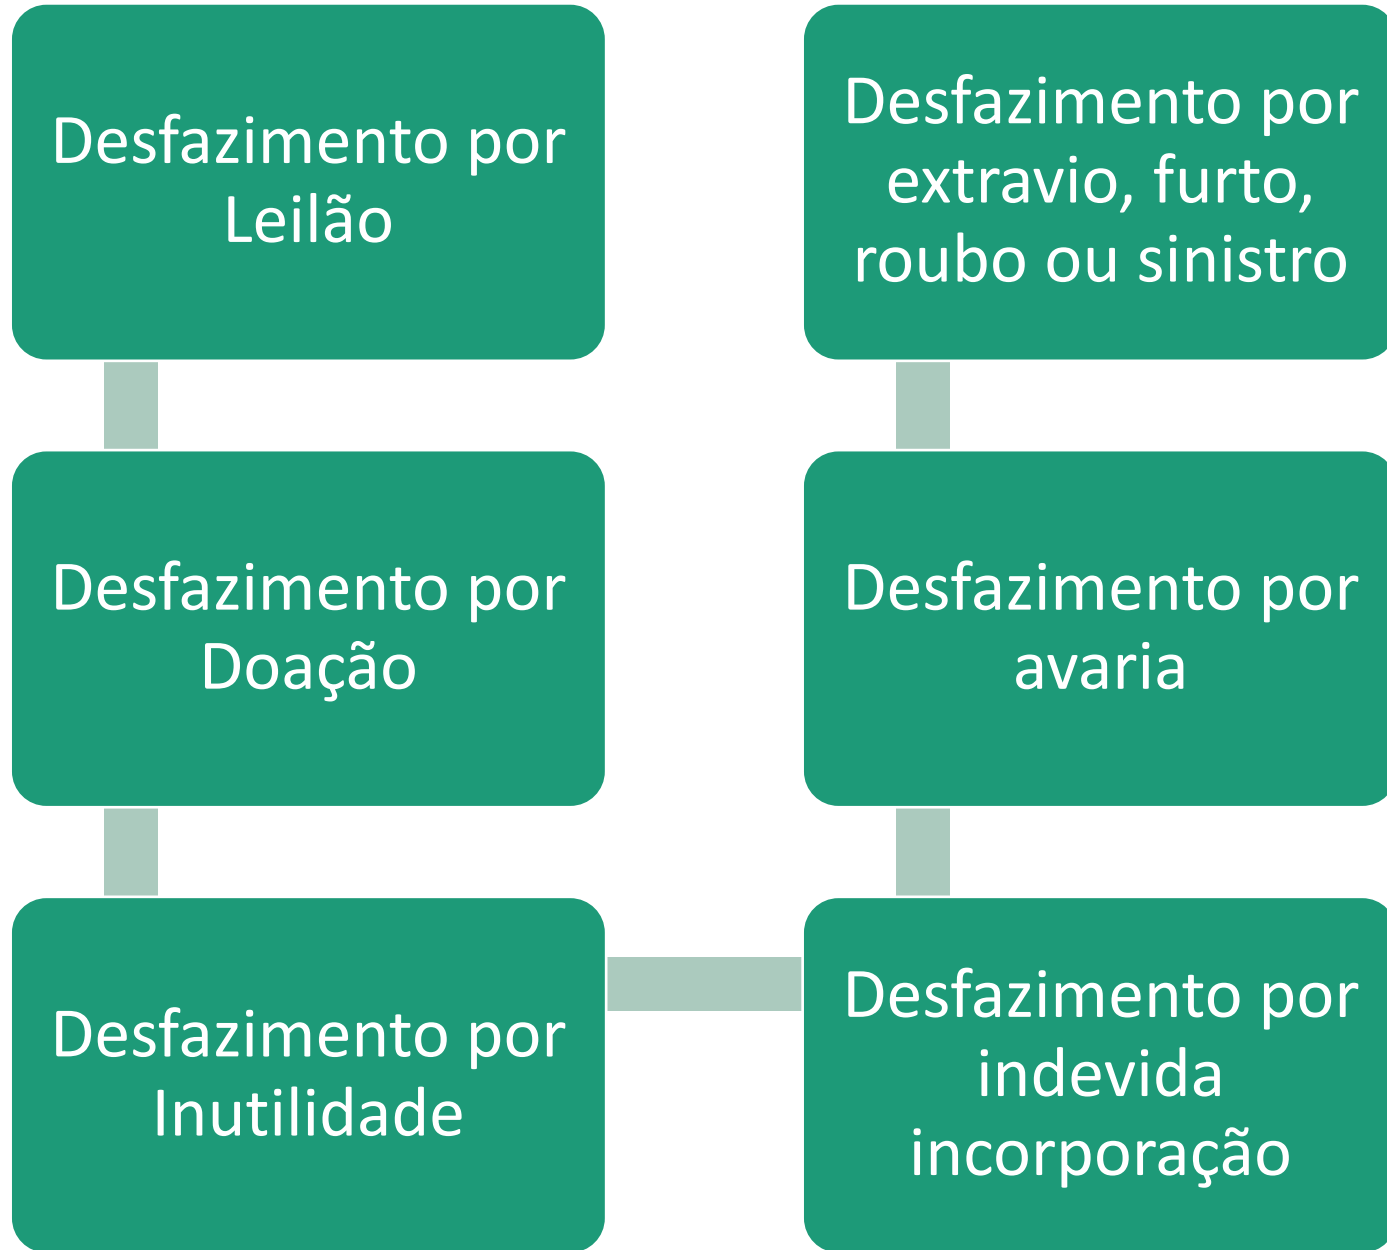 Desfazimento por
Leilão
Desfazimento por
Doação
Desfazimento por
Inutilidade
Desfazimento por
indevida
incorporação
Desfazimento por
avaria
Desfazimento por
extravio, furto,
roubo ou sinistro